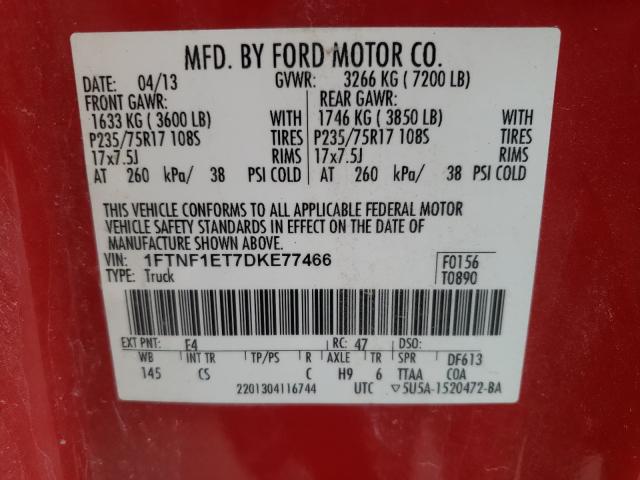 MFD. BY FORD MOTOR CO.
DATE: 04/13 GVWR: 3266 KG ( 7200 LB)
FRONT GAWR: REAR GAWR:
1633 KG ( 3600 LB) WITH 1746 KG ( 3850 LB) WITH
P235/75R17 108S TIRES P235/75R17 108S TIRES
17x7.5J RIMS 17x7.5J RIMS
AT 260 kPa/ 38 PSI COLD AT 260 kPa/ 38 PSI COLD
THIS VEHICLE CONFORMS TO ALL APPLICABLE FEDERAL MOTOR
VEHICLE SAFETY STANDARDS IN EFFECT ON THE DATE OF
MANUFACTURE SHOWN ABOVE.
VIN: 1FTNF1ET7DKE77466 F0156
TYPE: Truck T0890
EXT PNT: E4 RC: 47 DSO:
WB INT TR TP/PS R AXLE TR SPR DF613
145 CS C H9 6 TTAA COA
2201304116744 UTC ▽5U5A-1520472-BA